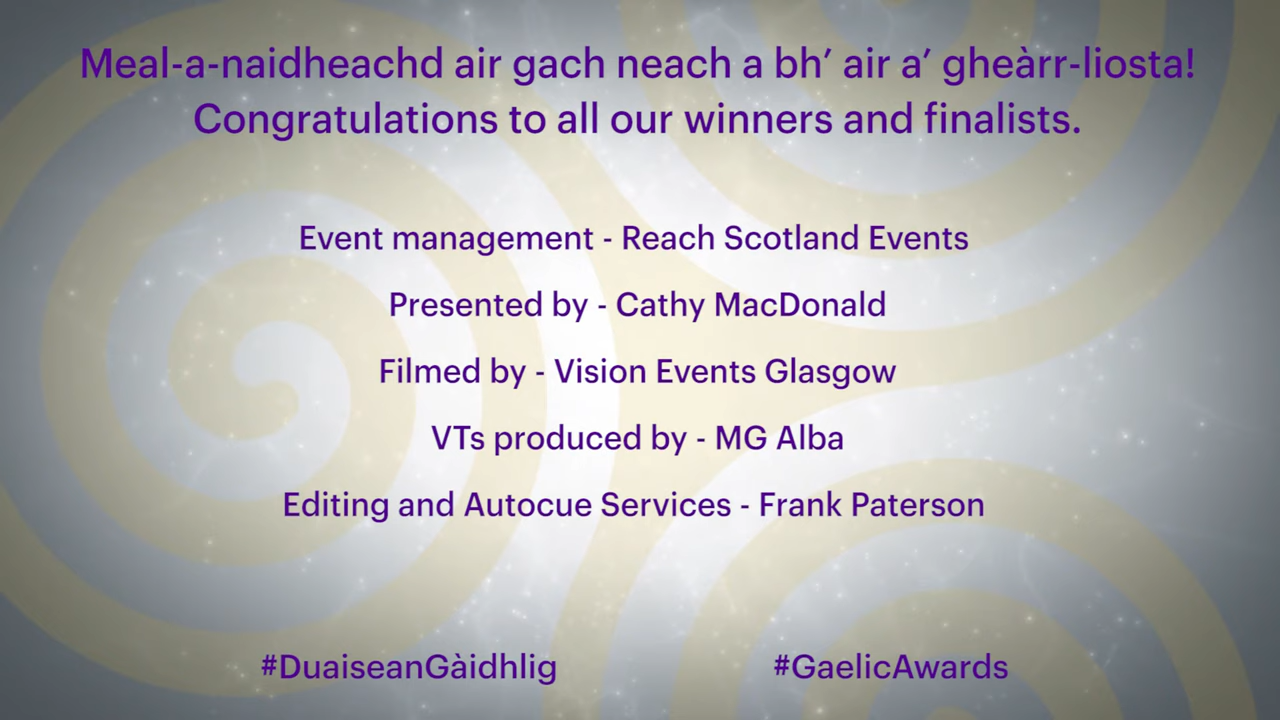 Meal-a-naidheachd air gach neach a bh’ air a’ gheàrr-liosta!
Congratulations to all our winners and finalists.
Event management - Reach Scotland Events
Presented by - Cathy MacDonald
Filmed by - Vision Events Glasgow
VTs produced by - MG Alba
Editing and Autocue Services - Frank Paterson
#DuaiseanGàidhlig
#GaelicAwards